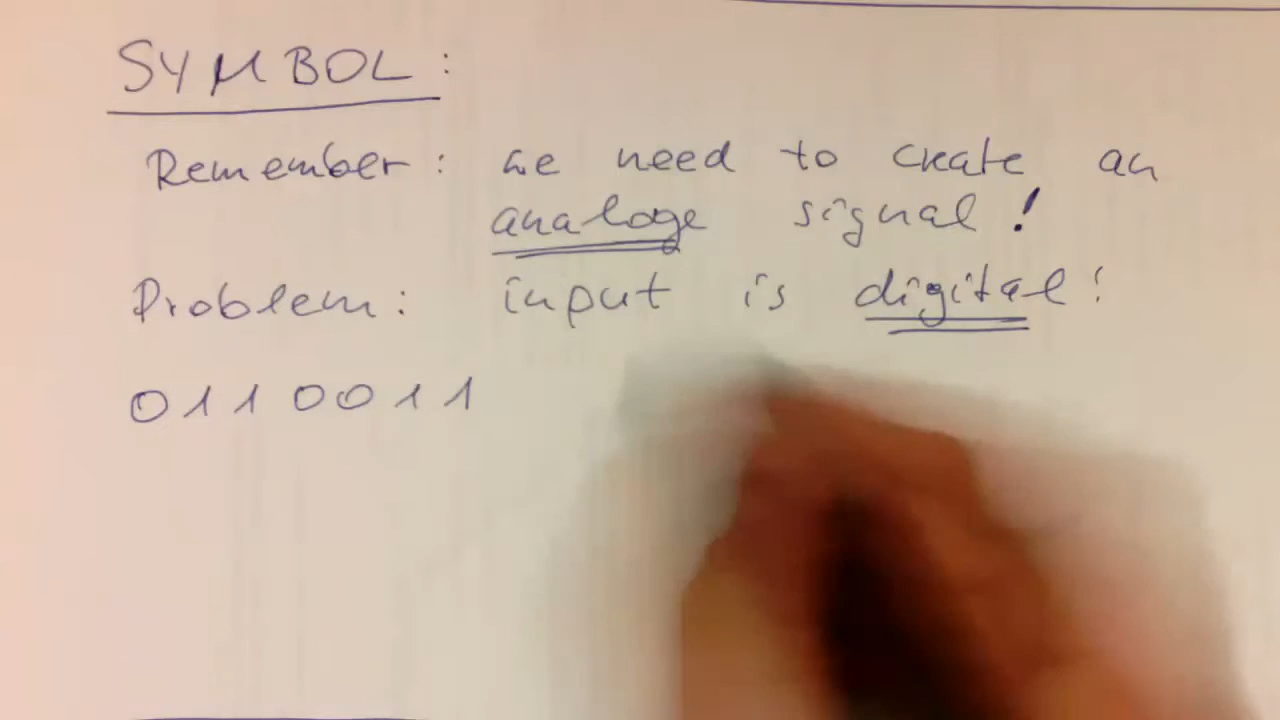 SYMBOL:
Remember: we need to create an
analoge signal!
Problem: input is digital!
0110011